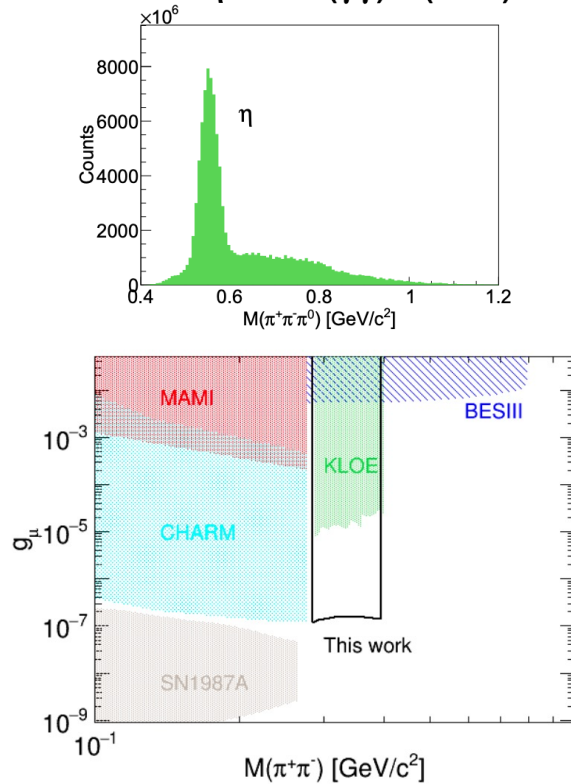 ×10⁶
8000
6000
4000
2000
0
Counts
η
0.4 0.6 0.8 1 1.2
M(π⁺π⁻π⁰) [GeV/c²]
MAMI
BESIII
10⁻³
KLOE
g_μ
10⁻⁵
CHARM
10⁻⁷
This work
SN1987A
10⁻⁹
10⁻¹
M(π⁺π⁻) [GeV/c²]